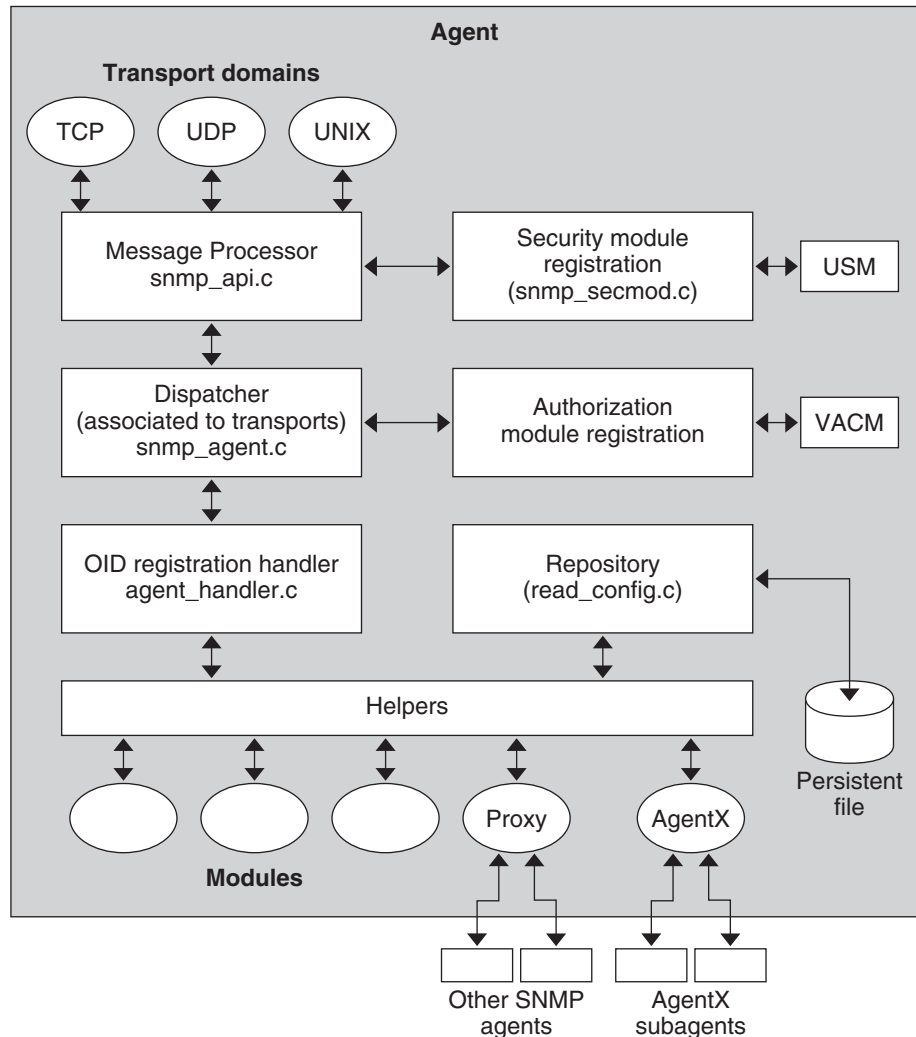 Agent
Transport domains
TCP
UDP
UNIX
Message Processor
snmp_api.c
Security module
registration
(snmp_secmod.c)
USM
Dispatcher
(associated to transports)
snmp_agent.c
Authorization
module registration
VACM
OID registration handler
agent_handler.c
Repository
(read_config.c)
Helpers
Persistent
file
Proxy
AgentX
Modules
Other SNMP
agents
AgentX
subagents